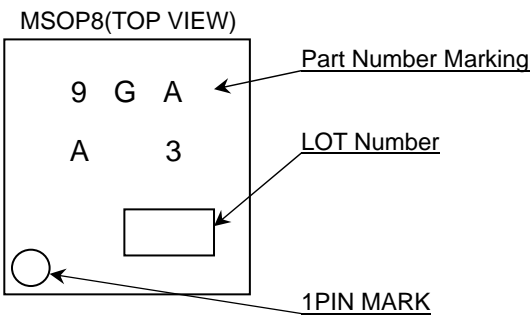 MSOP8(TOP VIEW)
Part Number Marking
9 G A
A 3
LOT Number
1PIN MARK